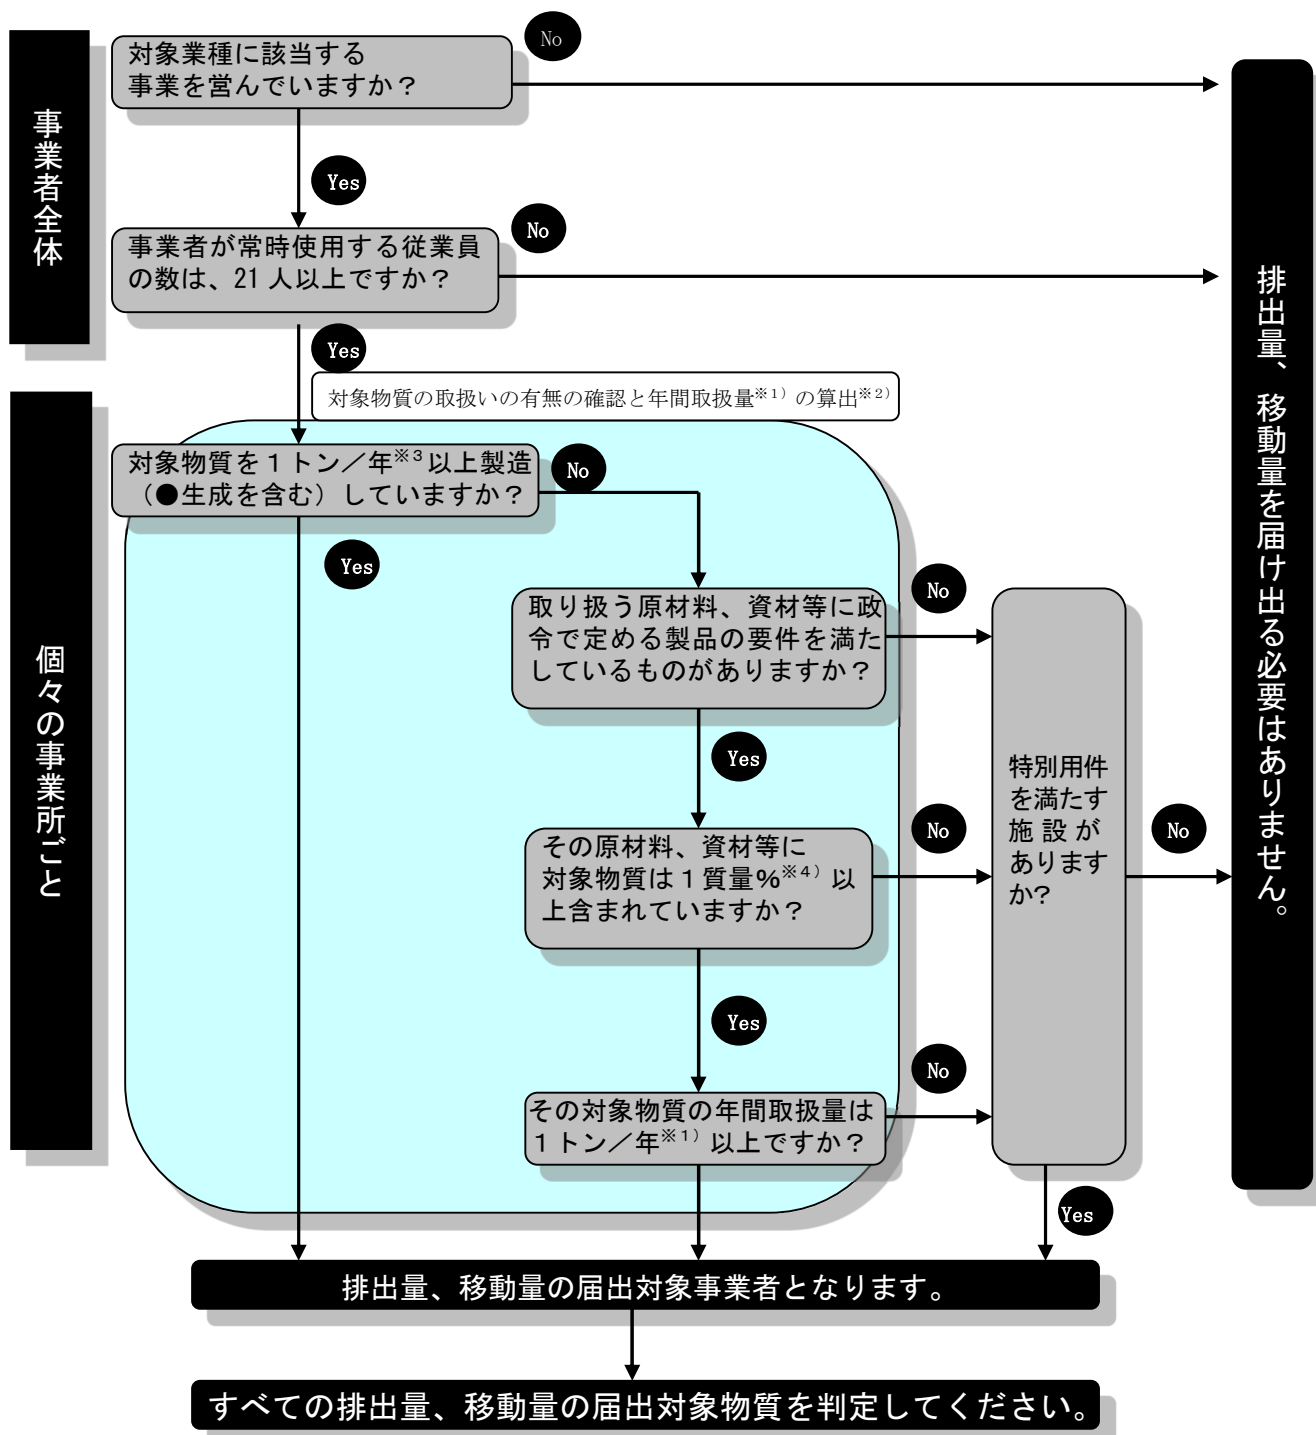 事業者全体
対象業種に該当する
事業を営んでいますか？
No
Yes
事業者が常時使用する従業員
の数は、21 人以上ですか？
No
Yes
対象物質の取扱いの有無の確認と年間取扱量※1）の算出※2）
個々の事業所ごと
対象物質を１トン／年※3 以上製造
（●生成を含む）していますか？
No
Yes
取り扱う原材料、資材等に政
令で定める製品の要件を満た
しているものがありますか？
No
Yes
その原材料、資材等に
対象物質は１質量%※4）以
上含まれていますか？
No
Yes
その対象物質の年間取扱量は
１トン／年※1）以上ですか？
No
特別用件
を満たす
施設が
あります
か?
No
Yes
排出量、移動量を届け出る必要はありません。
排出量、移動量の届出対象事業者となります。
すべての排出量、移動量の届出対象物質を判定してください。